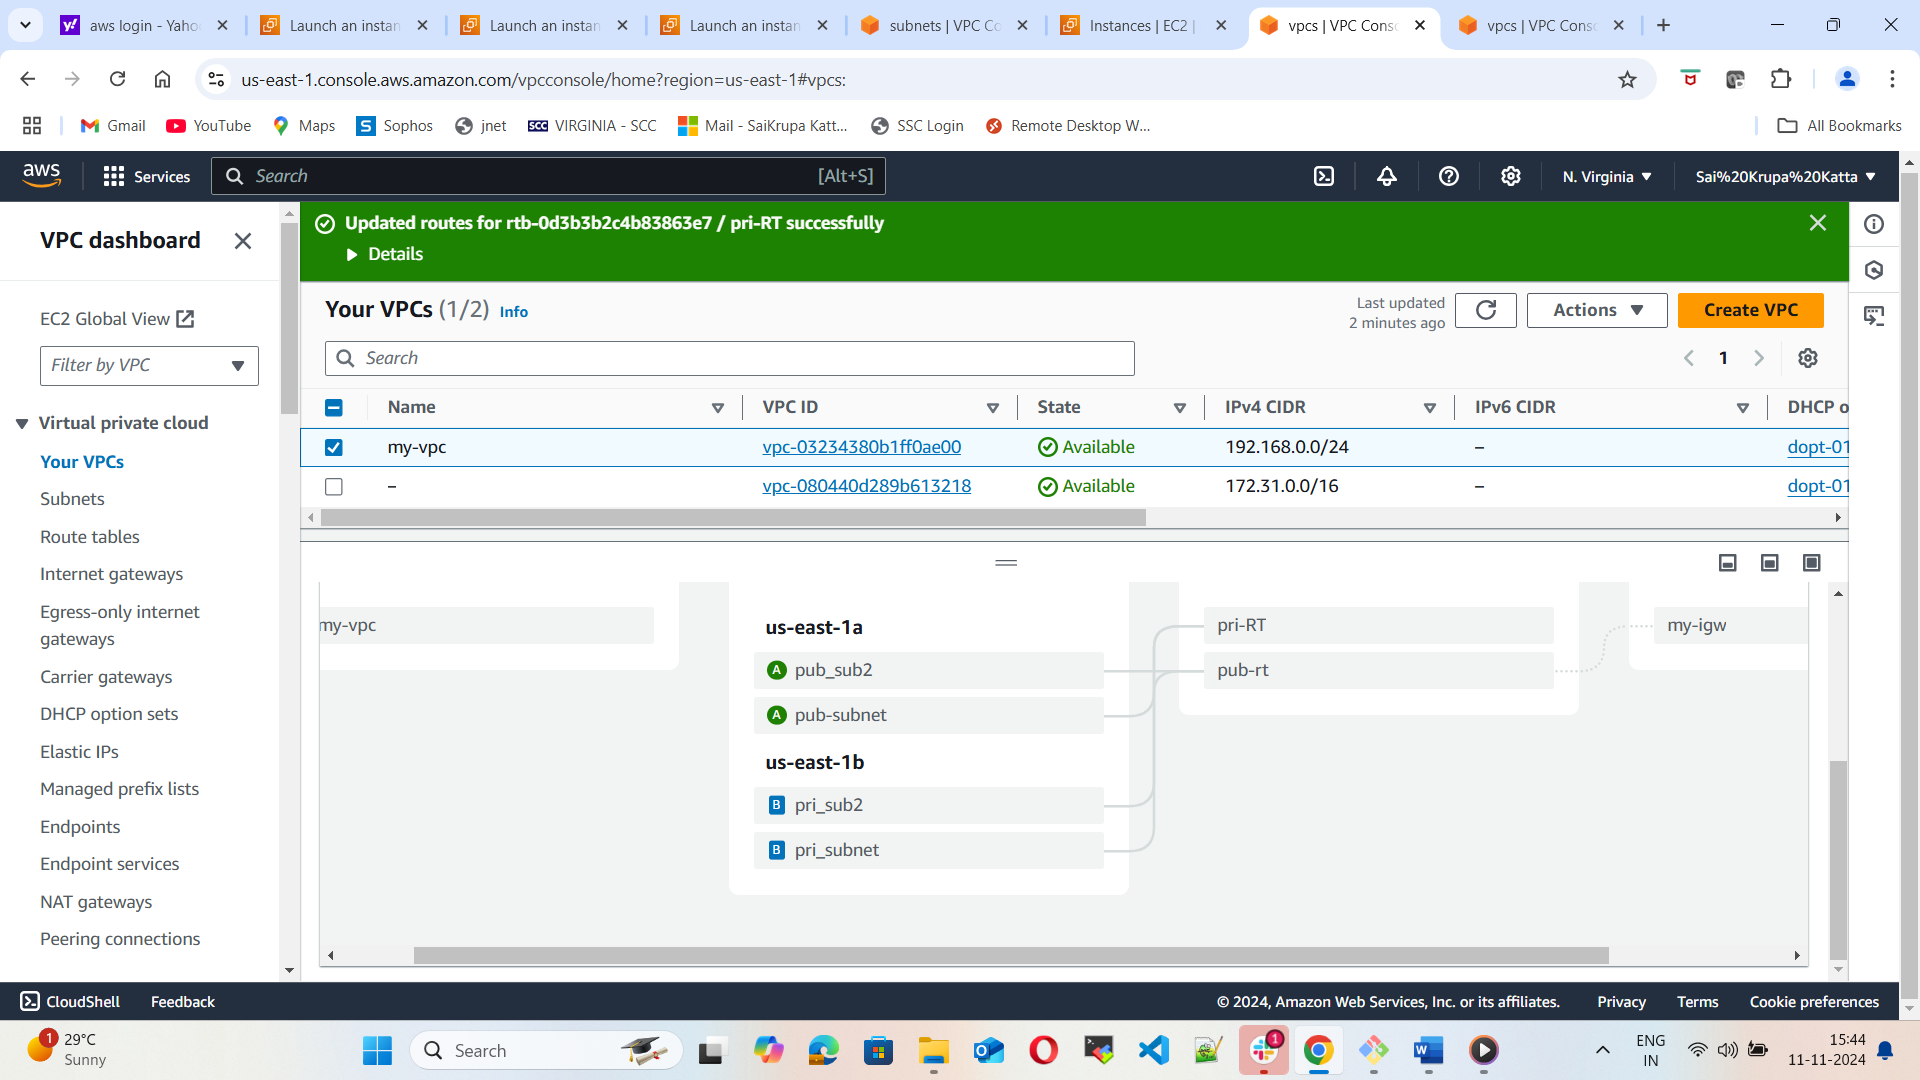 aws login - Yaho
Launch an instan
Launch an instan
Launch an instan
subnets | VPC Co
Instances | EC2 |
vpcs | VPC Conso
vpcs | VPC Conso
us-east-1.console.aws.amazon.com/vpcconsole/home?region=us-east-1#vpcs:
Gmail
YouTube
Maps
Sophos
jnet
SCC VIRGINIA - SCC
Mail - SaiKrupa Katt...
SSC Login
Remote Desktop W...
All Bookmarks
aws
Services
Search
[Alt+S]
N. Virginia
Sai%20Krupa%20Katta
VPC dashboard
EC2 Global View
Filter by VPC
Virtual private cloud
Your VPCs
Subnets
Route tables
Internet gateways
Egress-only internet
gateways
Carrier gateways
DHCP option sets
Elastic IPs
Managed prefix lists
Endpoints
Endpoint services
NAT gateways
Peering connections
Updated routes for rtb-0d3b3b2c4b83863e7 / pri-RT successfully
Details
Your VPCs (1/2) Info
Last updated
2 minutes ago
Actions
Create VPC
Search
1
Name VPC ID State IPv4 CIDR IPv6 CIDR DHCP o
my-vpc vpc-03234380b1ff0ae00 Available 192.168.0.0/24 – dopt-01
– vpc-080440d289b613218 Available 172.31.0.0/16 – dopt-01
my-vpc
us-east-1a
A pub_sub2
A pub-subnet
us-east-1b
B pri_sub2
B pri_subnet
pri-RT
pub-rt
my-igw
CloudShell
Feedback
© 2024, Amazon Web Services, Inc. or its affiliates.
Privacy
Terms
Cookie preferences
1
29°C
Sunny
Search
1
ENG
IN
15:44
11-11-2024